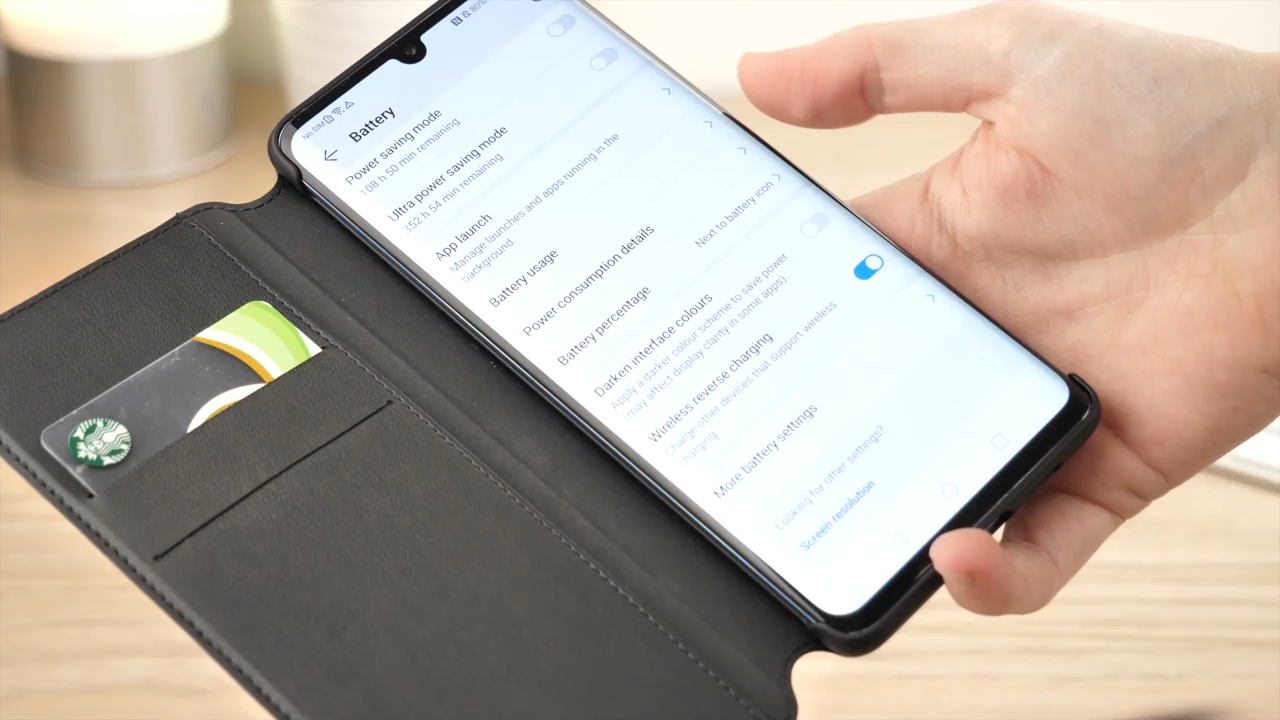 No SIM
80%
Battery
Power saving mode
108 h 50 min remaining
Ultra power saving mode
352 h 54 min remaining
App launch
Manage launches and apps running in the
background.
Battery usage
Power consumption details
Battery percentage
Next to battery icon
Darken interface colours
Apply a darker colour scheme to save power
(may affect display clarity in some apps).
Wireless reverse charging
Charge other devices that support wireless
charging
More battery settings
Looking for other settings?
Screen resolution